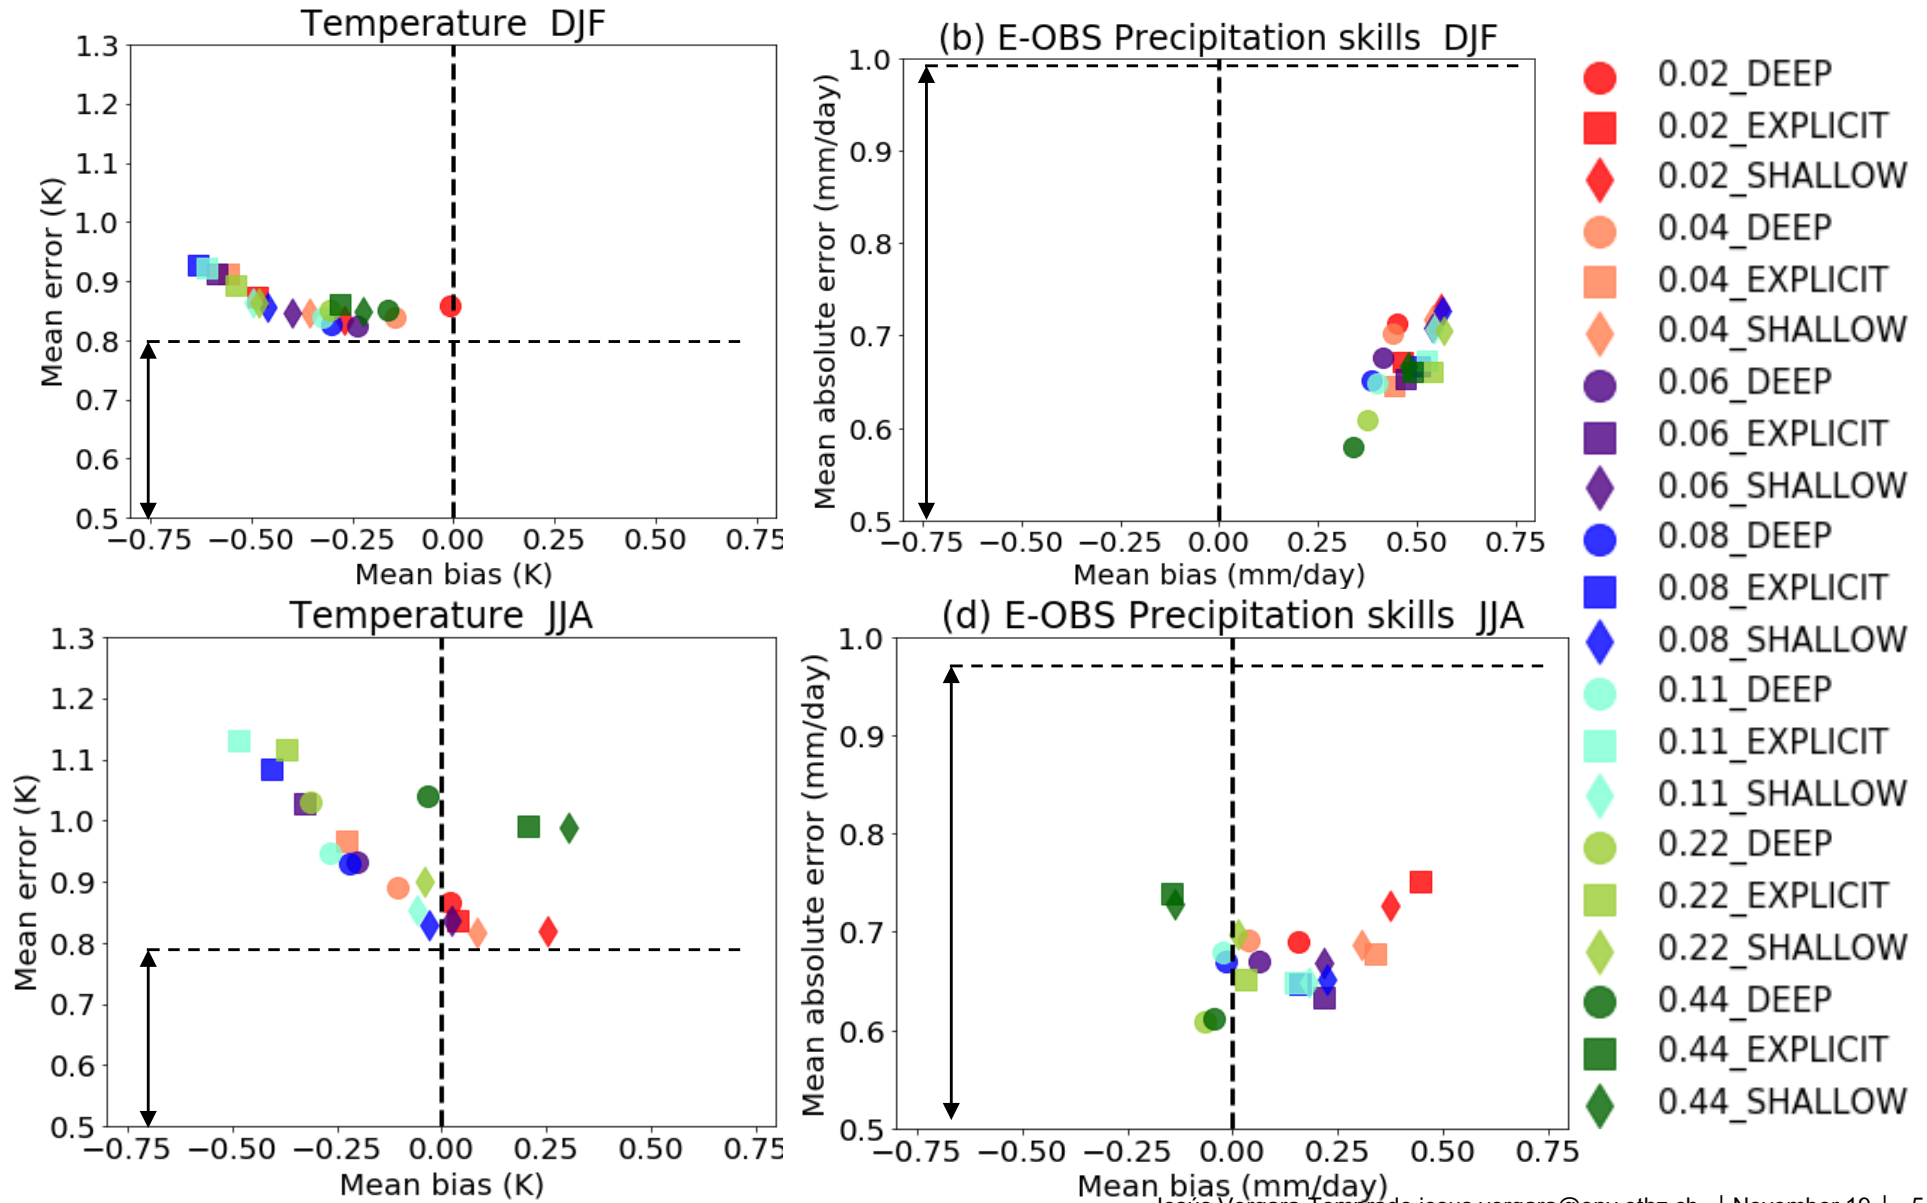 Temperature DJF
1.3
1.2
1.1
1.0
0.9
0.8
0.7
0.6
0.5
Mean error (K)
−0.75 −0.50 −0.25 0.00 0.25 0.50 0.75
Mean bias (K)
(b) E-OBS Precipitation skills DJF
1.0
0.9
0.8
0.7
0.6
0.5
Mean absolute error (mm/day)
−0.75 −0.50 −0.25 0.00 0.25 0.50 0.75
Mean bias (mm/day)
Temperature JJA
1.3
1.2
1.1
1.0
0.9
0.8
0.7
0.6
0.5
Mean error (K)
−0.75 −0.50 −0.25 0.00 0.25 0.50 0.75
Mean bias (K)
(d) E-OBS Precipitation skills JJA
1.0
0.9
0.8
0.7
0.6
0.5
Mean absolute error (mm/day)
−0.75 −0.50 −0.25 0.00 0.25 0.50 0.75
Mean bias (mm/day)
0.02_DEEP
0.02_EXPLICIT
0.02_SHALLOW
0.04_DEEP
0.04_EXPLICIT
0.04_SHALLOW
0.06_DEEP
0.06_EXPLICIT
0.06_SHALLOW
0.08_DEEP
0.08_EXPLICIT
0.08_SHALLOW
0.11_DEEP
0.11_EXPLICIT
0.11_SHALLOW
0.22_DEEP
0.22_EXPLICIT
0.22_SHALLOW
0.44_DEEP
0.44_EXPLICIT
0.44_SHALLOW